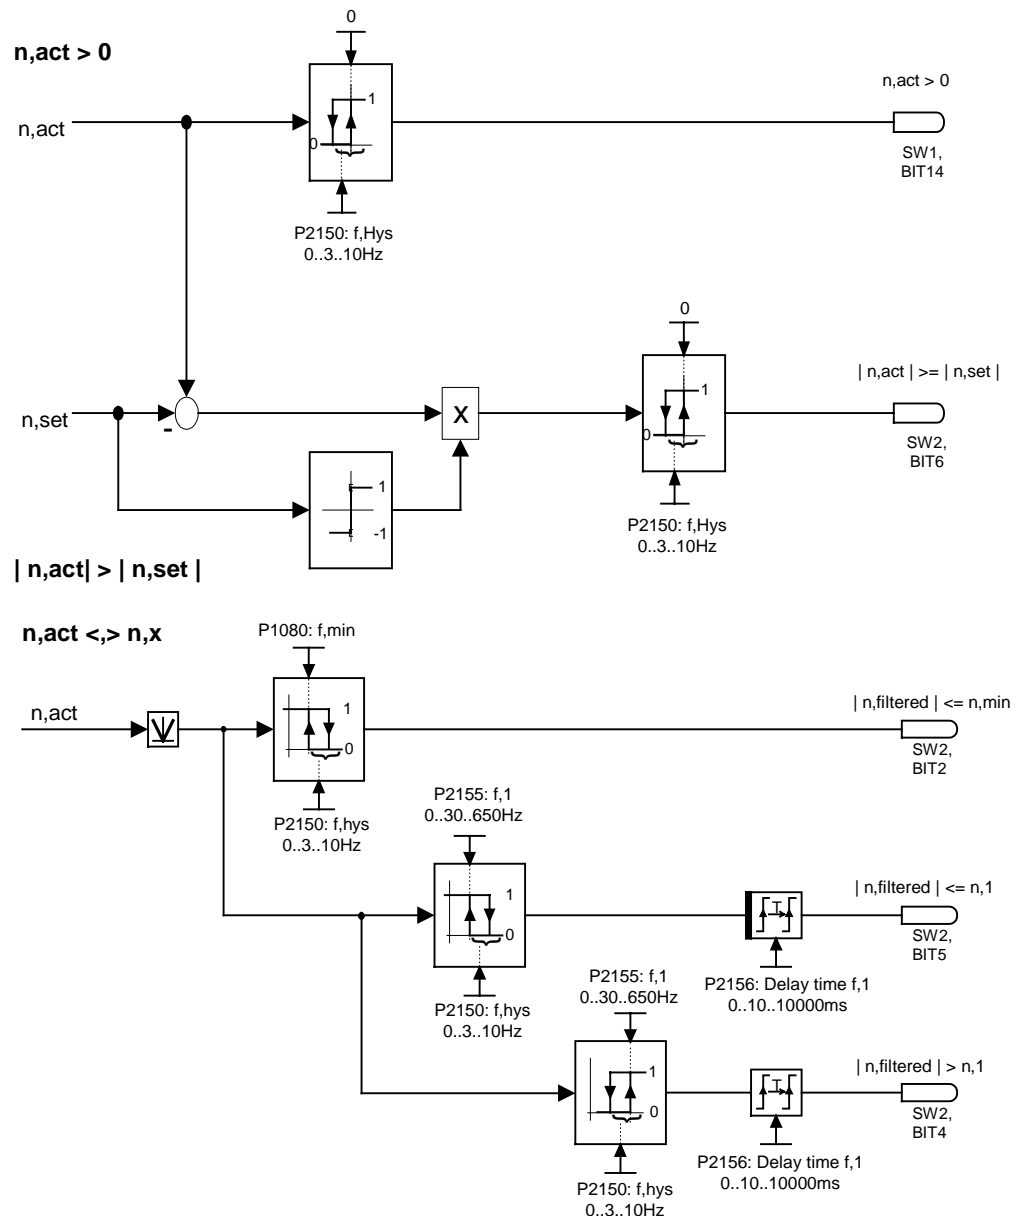 0
n,act > 0
n,act > 0
n,act
1
0
SW1,
BIT14
P2150: f,Hys
0..3..10Hz
0
| n,act | >= | n,set |
n,set
-
X
1
0
SW2,
BIT6
1
-1
P2150: f,Hys
0..3..10Hz
| n,act| > | n,set |
n,act <,> n,x
P1080: f,min
n,act
1
0
| n,filtered | <= n,min
SW2,
BIT2
P2150: f,hys
0..3..10Hz
P2155: f,1
0..30..650Hz
1
0
T
| n,filtered | <= n,1
SW2,
BIT5
P2150: f,hys
0..3..10Hz
P2156: Delay time f,1
0..10..10000ms
P2155: f,1
0..30..650Hz
1
0
T
| n,filtered | > n,1
SW2,
BIT4
P2156: Delay time f,1
0..10..10000ms
P2150: f,hys
0..3..10Hz